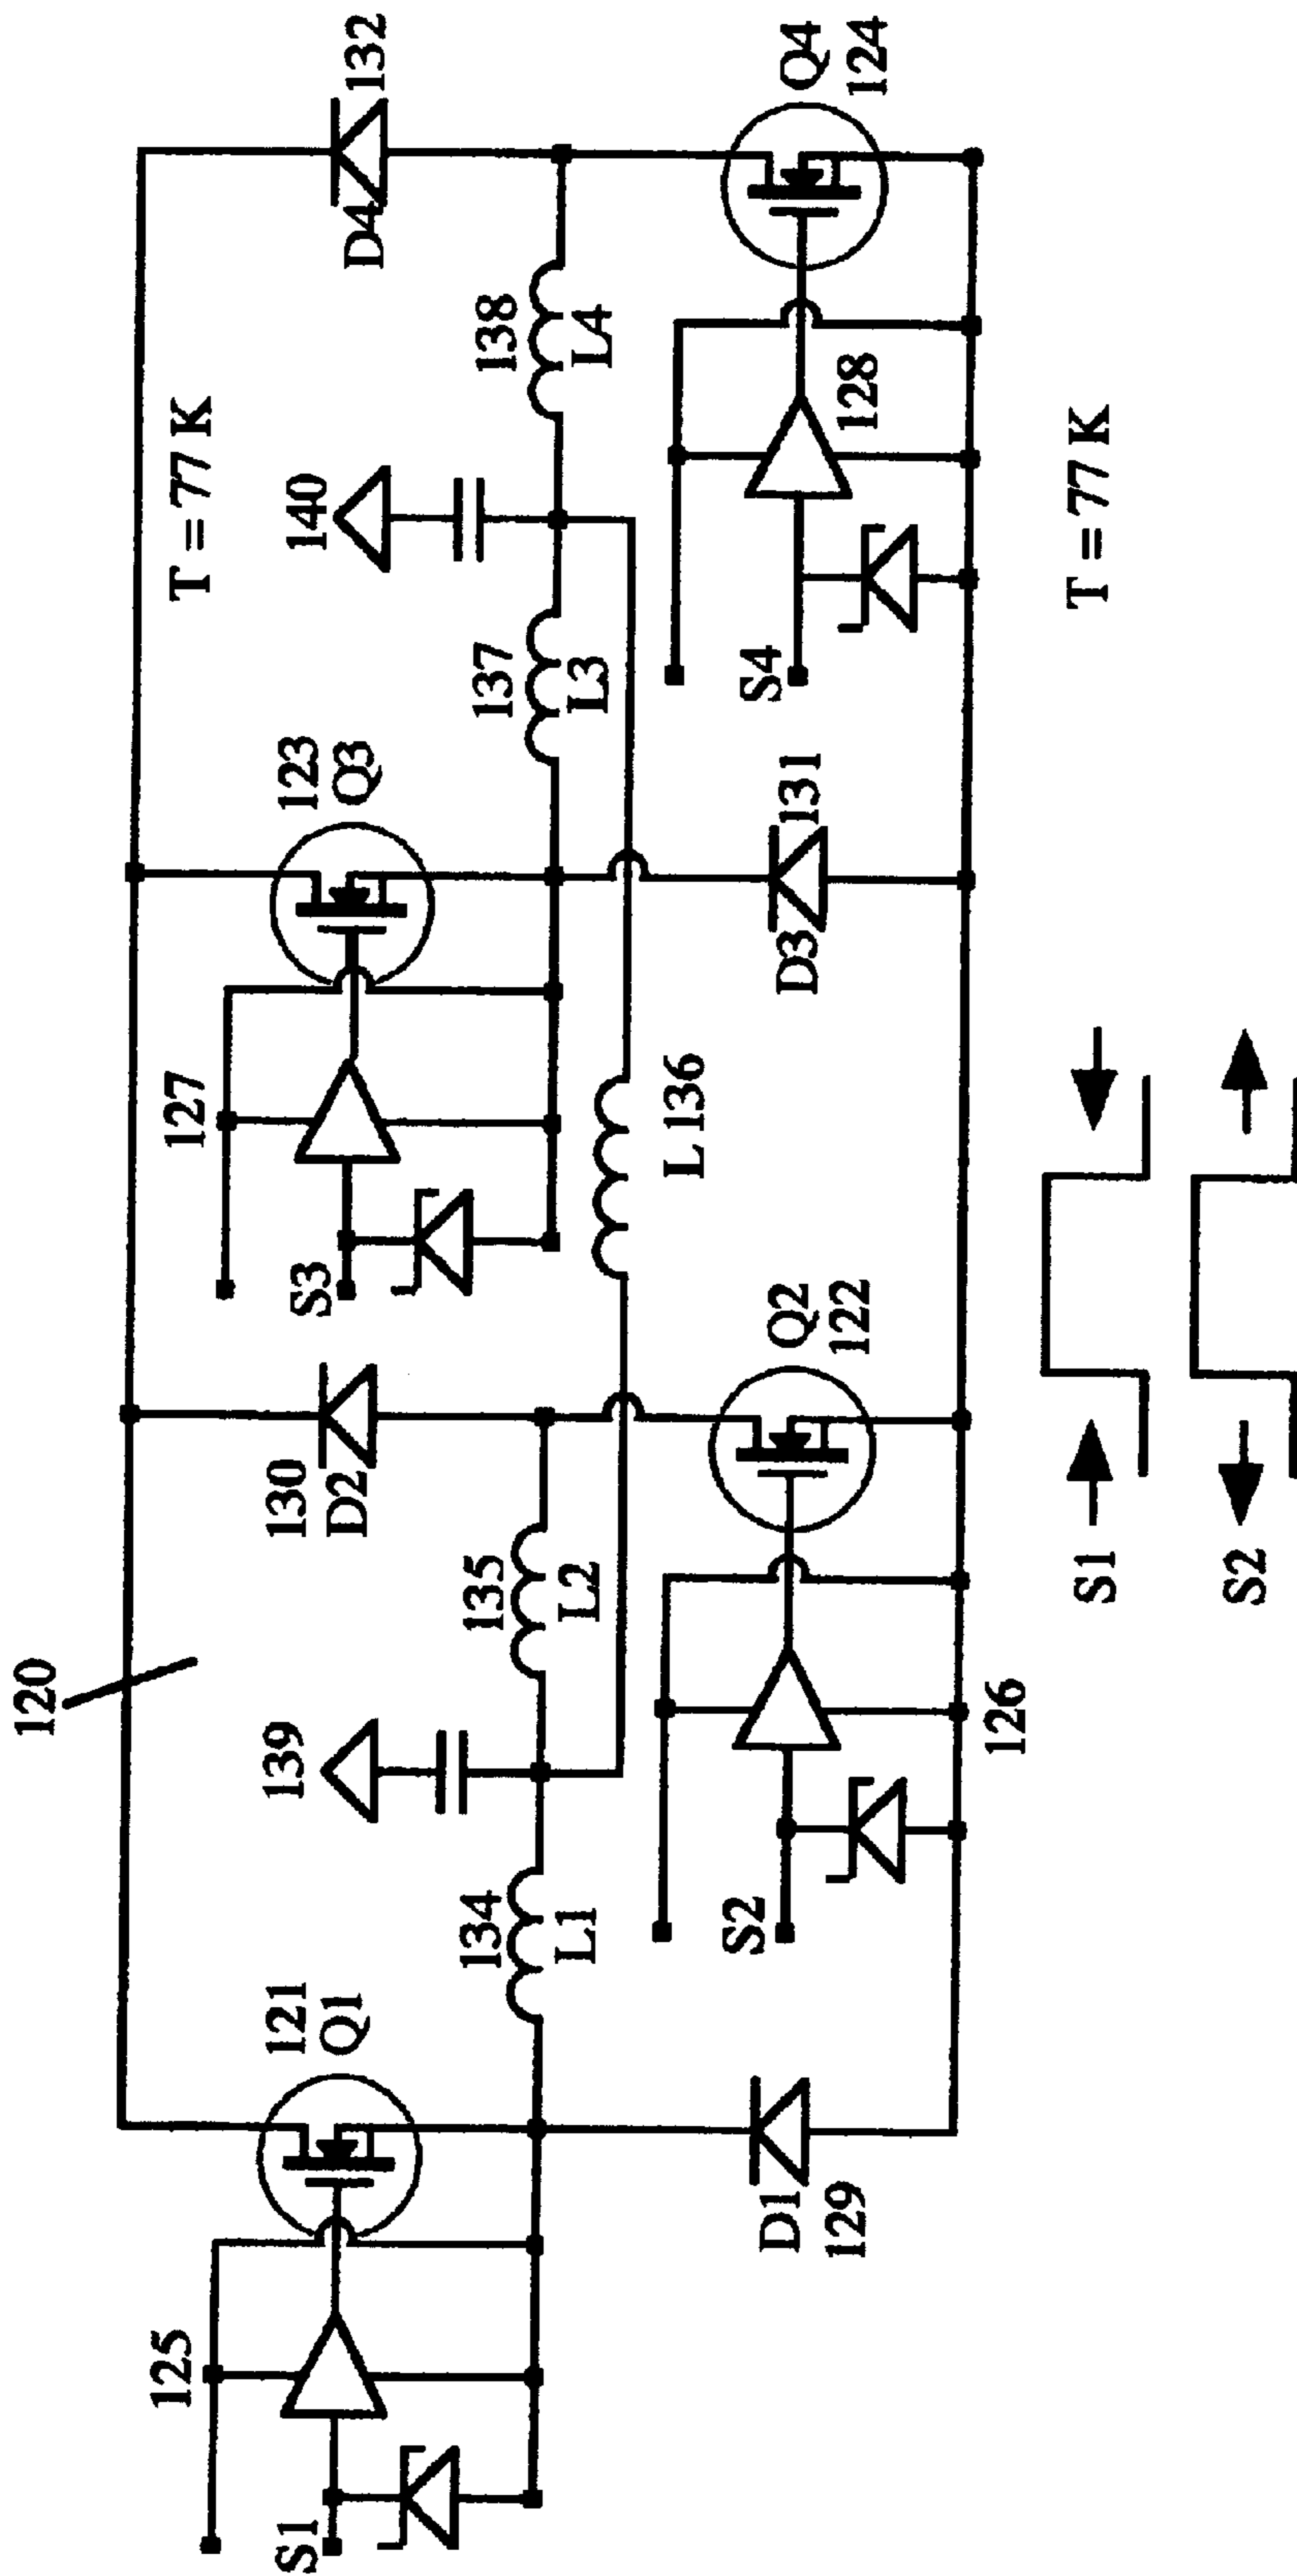 120
T = 77 K
125
121
Q1
S1
139
134
L1
135
L2
130
D2
127
123
Q3
S3
140
137
L3
138
L4
D4
132
L 136
D1
129
S2
126
Q2
122
D3
131
S4
128
Q4
124
T = 77 K
S1
S2